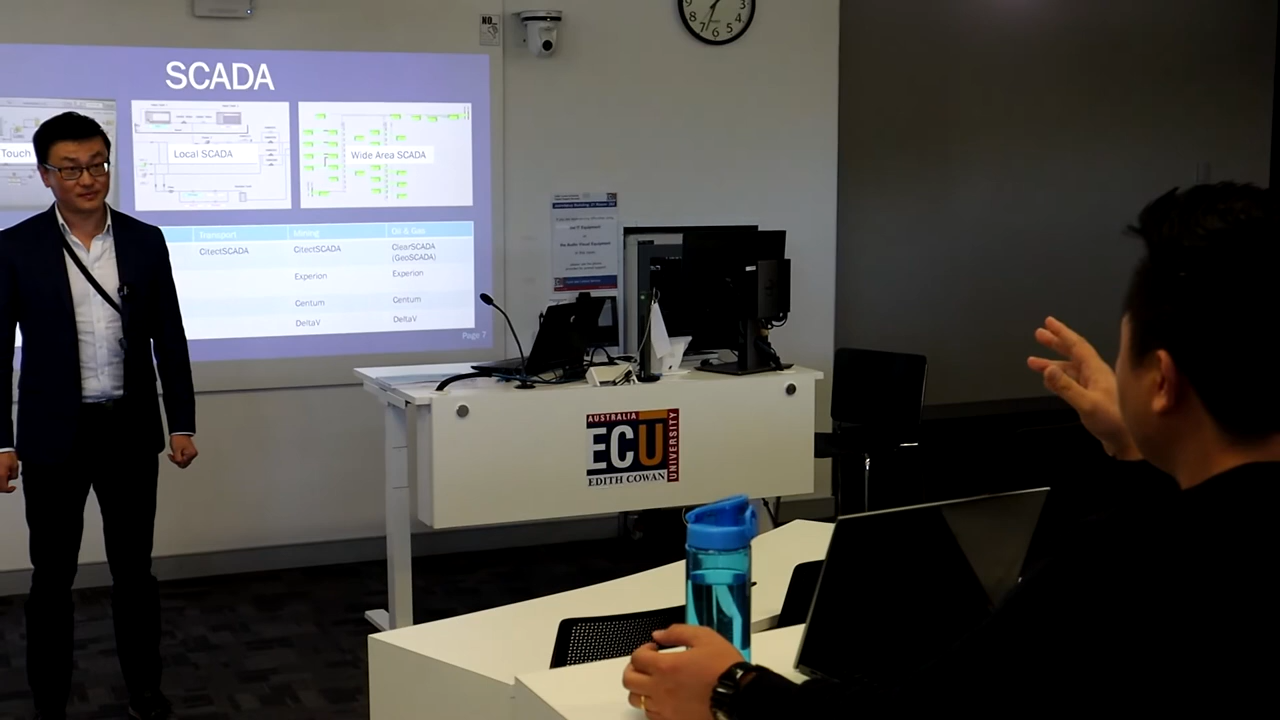 NO
SCADA
Touch
Local SCADA
Wide Area SCADA
Transport
Mining
Oil & Gas
CitectSCADA
CitectSCADA
ClearSCADA
(GeoSCADA)
Experion
Experion
Centum
Centum
DeltaV
DeltaV
Page 7
AUSTRALIA
ECU
UNIVERSITY
EDITH COWAN